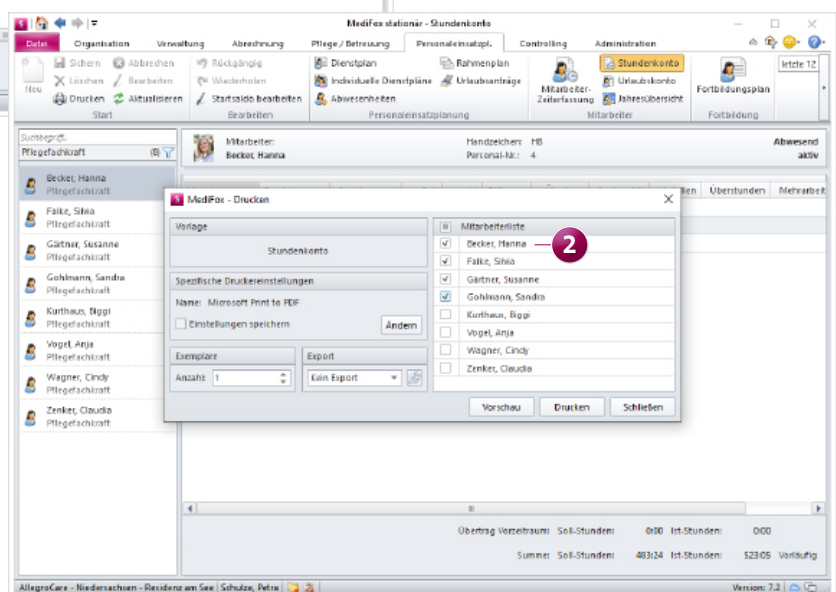 MediFox stationär - Stundenkonto
Datei Organisation Verwaltung Abrechnung Pflege / Betreuung Personaleinsatzpl. Controlling Administration
Neu
Sichern Abbrechen
Löschen Bearbeiten
Drucken Aktualisieren
Start
Rückgängig
Wiederholen
Startsaldo bearbeiten
Bearbeiten
Dienstplan Rahmenplan
Individuelle Dienstpläne Urlaubsanträge
Abwesenheiten
Personaleinsatzplanung
Mitarbeiter-
Zeiterfassung
Stundenkonto
Urlaubskonto
Jahresübersicht
Mitarbeiter
Fortbildungsplan
Fortbildung
letzte 12
Suchbegriff...
Pflegefachkraft (8)
Mitarbeiter: Handzeichen: HB Abwesend
Becker, Hanna Personal-Nr.: 4 aktiv
Becker, Hanna
Pflegefachkraft
Falke, Silvia
Pflegefachkraft
Gärtner, Susanne
Pflegefachkraft
Gohlmann, Sandra
Pflegefachkraft
Kurthaus, Biggi
Pflegefachkraft
Vogel, Anja
Pflegefachkraft
Wagner, Cindy
Pflegefachkraft
Zenker, Claudia
Pflegefachkraft
len Überstunden Mehrarbeit
MediFox - Drucken
Vorlage
Stundenkonto
Spezifische Druckereinstellungen
Name: Microsoft Print to PDF
Einstellungen speichern Ändern
Exemplare
Anzahl: 1
Export
Kein Export
Mitarbeiterliste
Becker, Hanna 2
Falke, Silvia
Gärtner, Susanne
Gohlmann, Sandra
Kurthaus, Biggi
Vogel, Anja
Wagner, Cindy
Zenker, Claudia
Vorschau Drucken Schließen
Übertrag Vorzeitraum: Soll-Stunden: 0:00 Ist-Stunden: 0:00
Summe: Soll-Stunden: 483:24 Ist-Stunden: 523:05 Vorläufig
AllegroCare - Niedersachsen - Residenz am See Schulze, Petra Version: 7.2